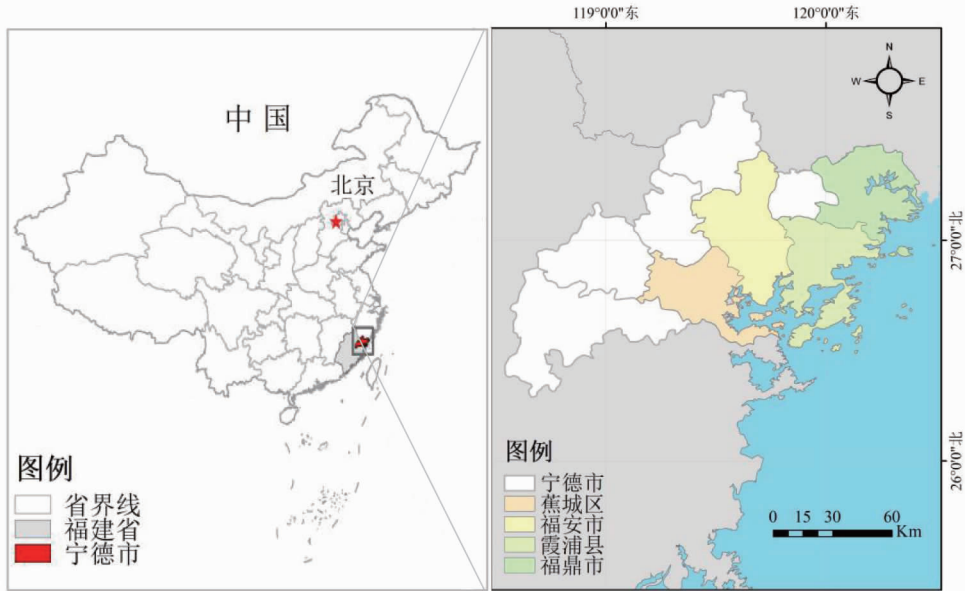 中国
北京
图例
省界线
福建省
宁德市
119°0'0"东
120°0'0"东
N
W
E
S
27°0'0"北
26°0'0"北
图例
宁德市
蕉城区
福安市
霞浦县
福鼎市
0 15 30 60
Km